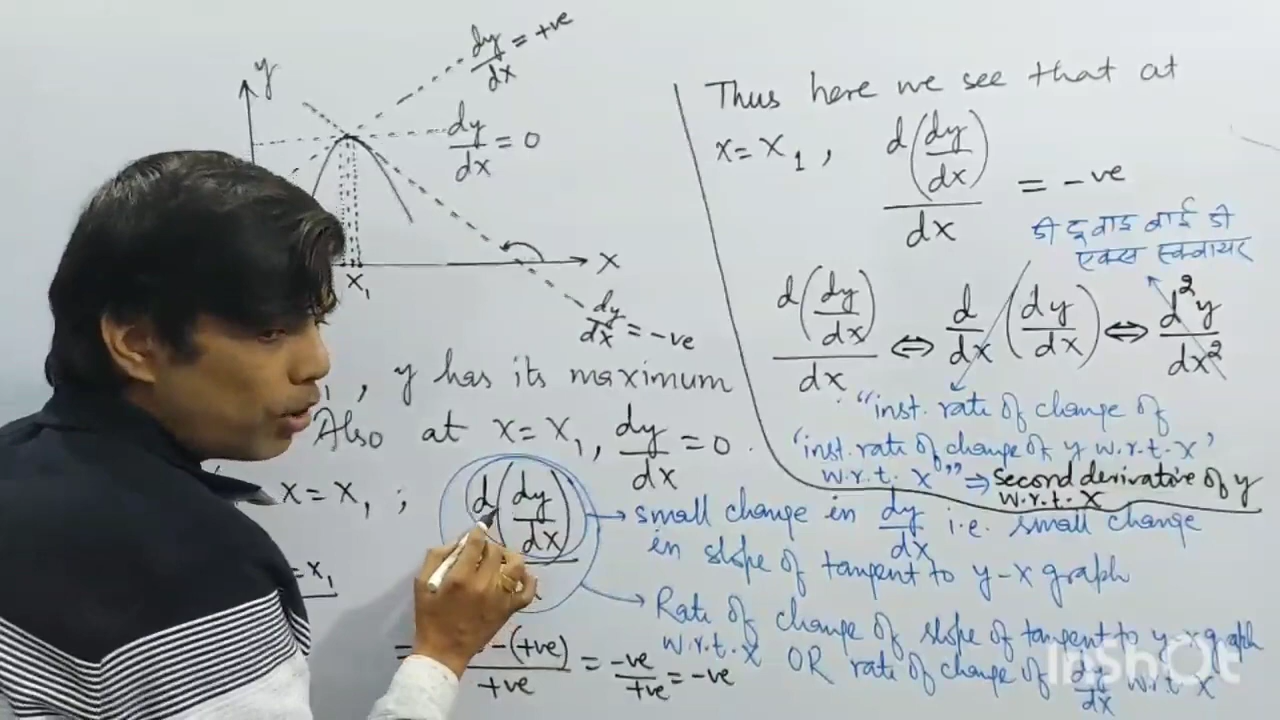 y
dy/dx = +ve
dy/dx = 0
x
x₁
dy/dx = -ve
, y has its maximum
Also at x = x₁, dy/dx = 0.
x = x₁ ; d(dy/dx)
= x₁
-(+ve)/+ve = -ve/+ve = -ve
→ small change in dy/dx i.e. small change
in slope of tangent to y-x graph
→ Rate of change of slope of tangent to y-x graph
w.r.t. x OR rate of change of dy/dx w.r.t x
Thus here we see that at
x = x₁, d(dy/dx)/dx = -ve
डी टू वाइ बाई डी
एक्स स्क्वायर
d(dy/dx)/dx ⇔ d/dx (dy/dx) ⇔ d²y/dx²
"inst. rate of change of
'inst. rate of change of y w.r.t. x'
w.r.t. x" ⇒ Second derivative of y
w.r.t. x
InShOt